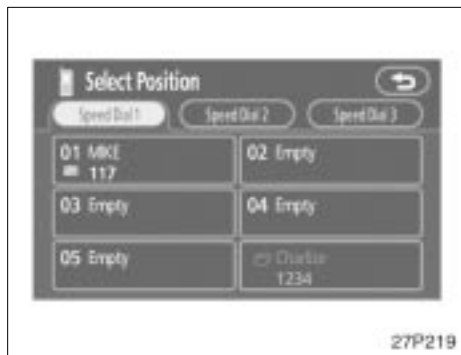 Select Position
Speed Dial 1 Speed Dial 2 Speed Dial 3
01 MIKE 02 Empty
117
03 Empty 04 Empty
05 Empty Charlie
1234
27P219